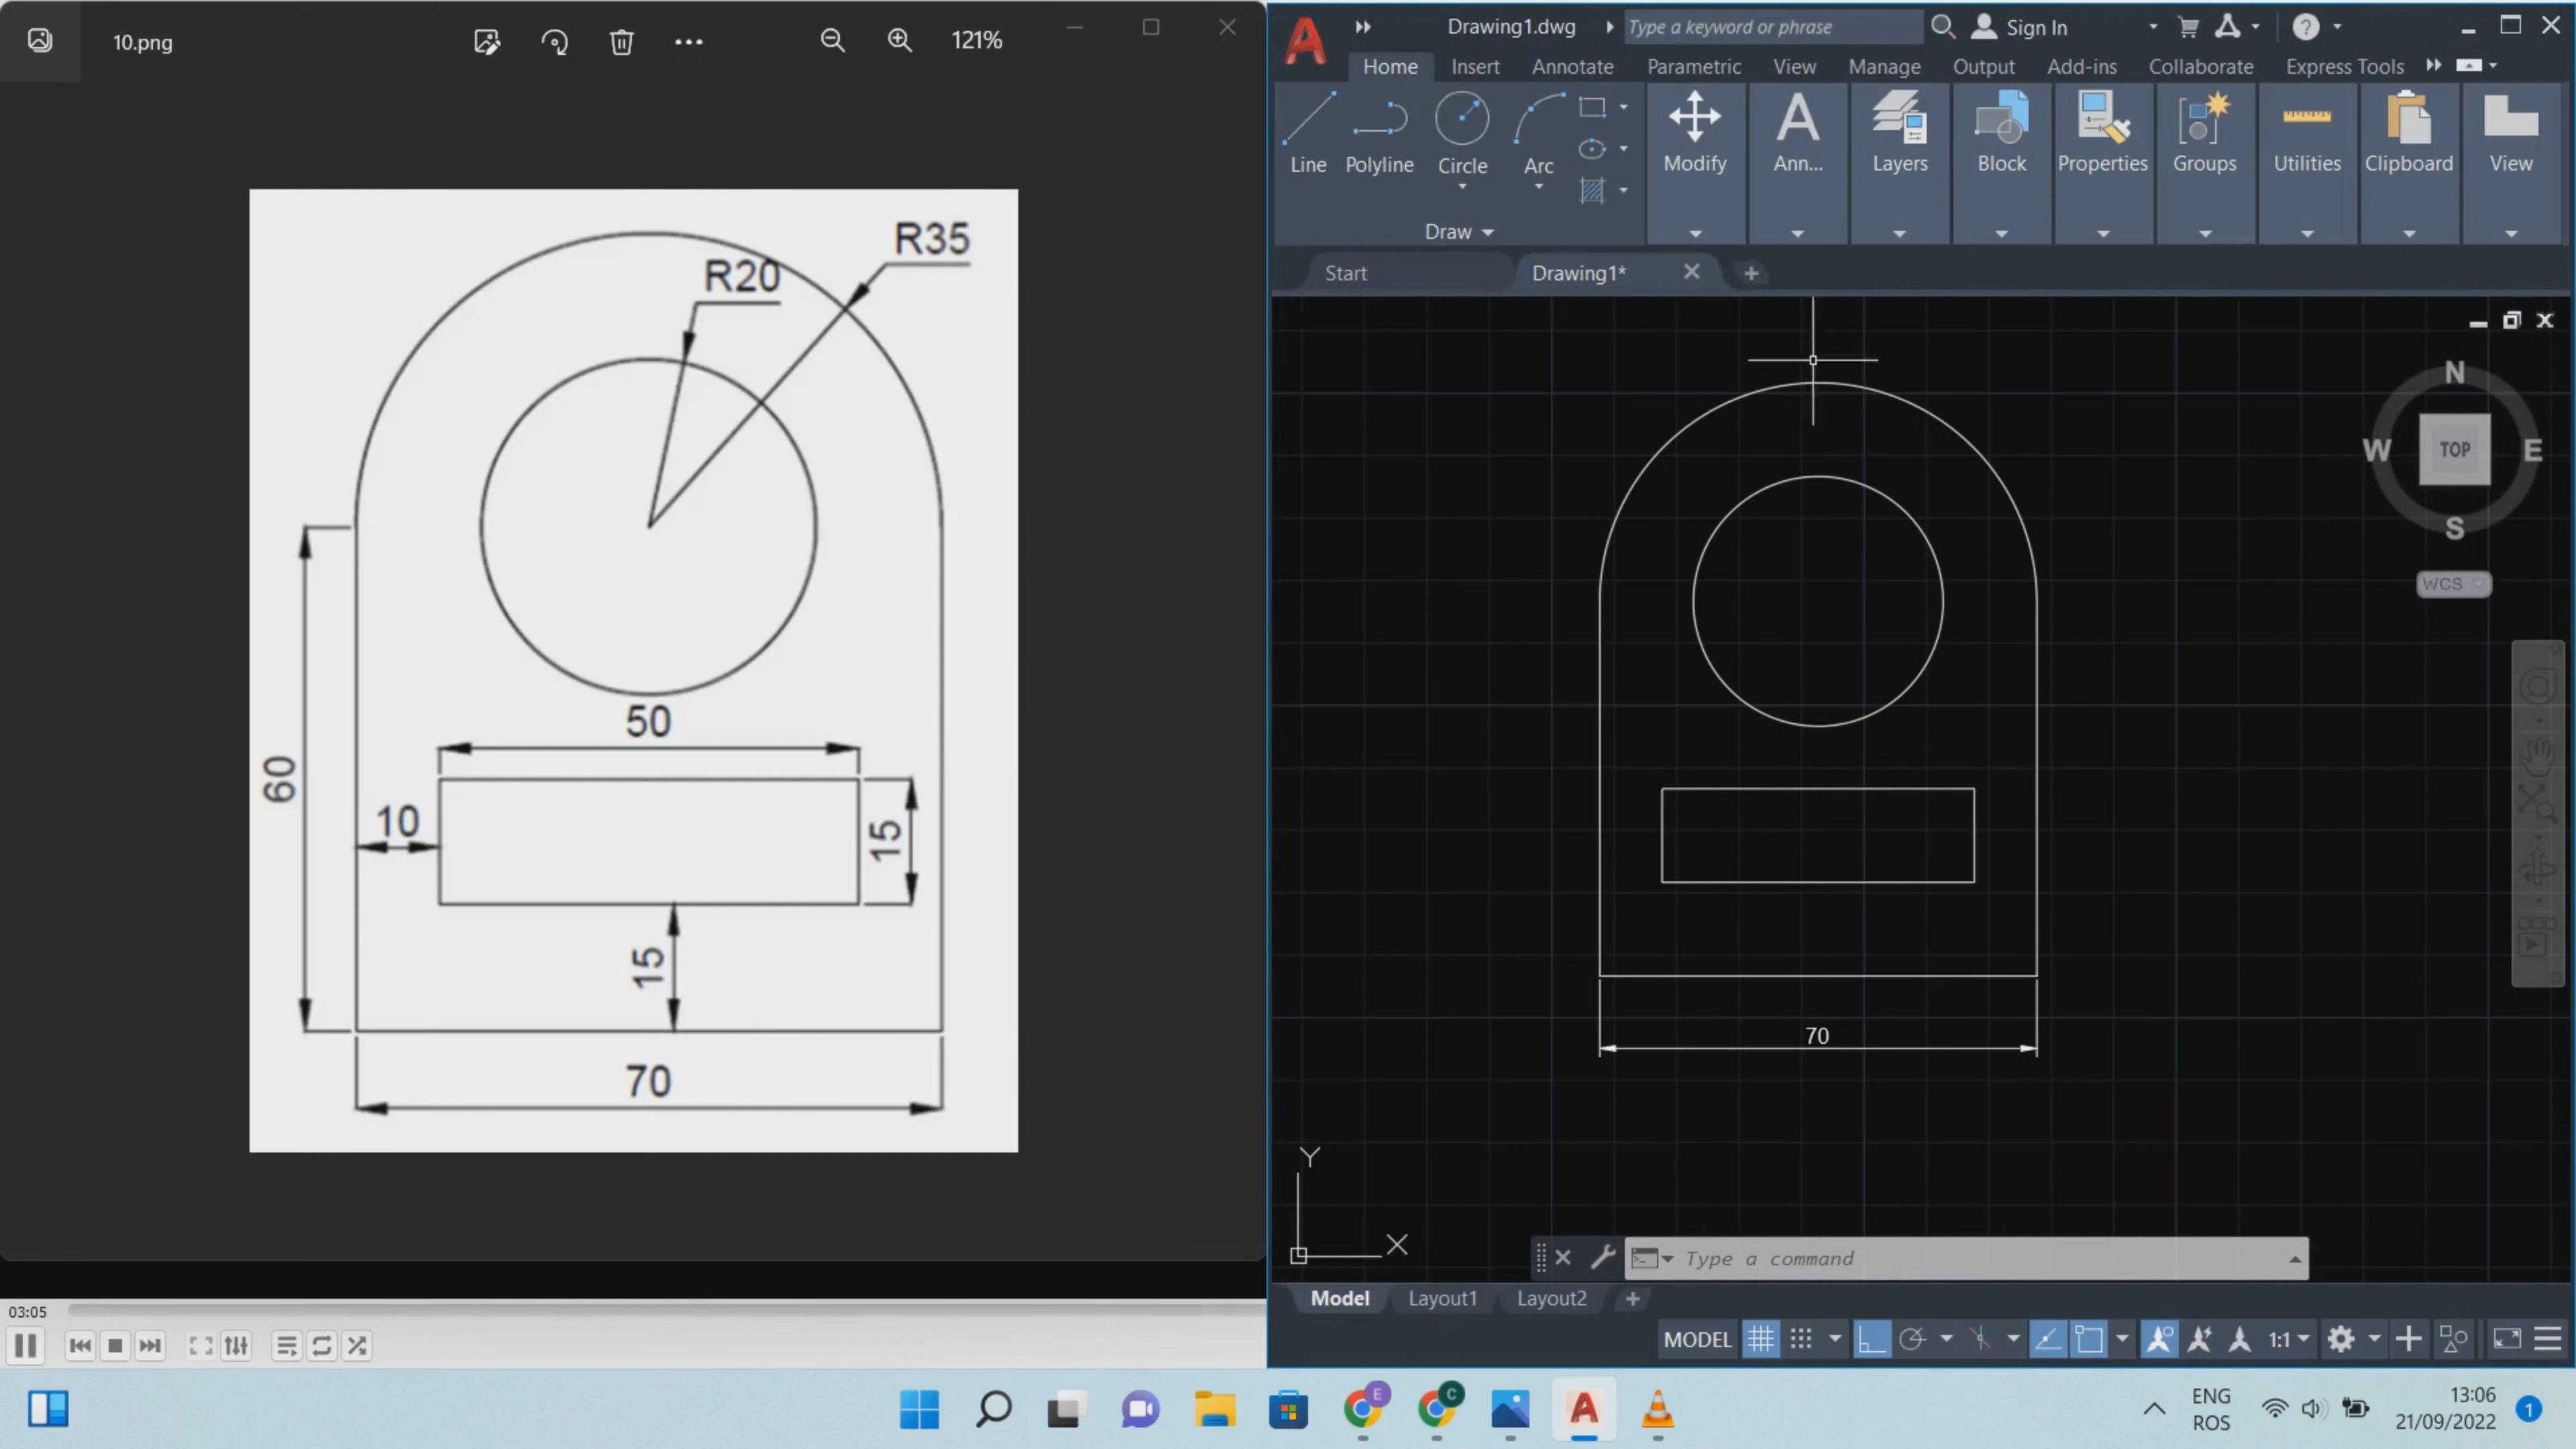 10.png
121%
R35
R20
50
60
10
15
15
70
03:05
Drawing1.dwg
Type a keyword or phrase
Sign In
Home Insert Annotate Parametric View Manage Output Add-ins Collaborate Express Tools
Line Polyline Circle Arc Modify Ann... Layers Block Properties Groups Utilities Clipboard View
Draw
Start Drawing1*
N
W TOP E
S
WCS
70
Y
X
Type a command
Model Layout1 Layout2
MODEL 1:1
E
C
ENG
ROS
13:06
21/09/2022
1